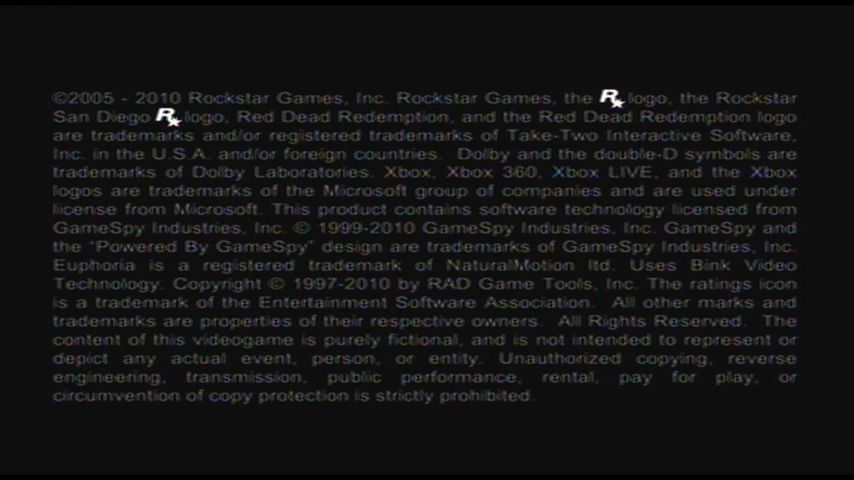 ©2005 - 2010 Rockstar Games, Inc. Rockstar Games, the R logo, the Rockstar
San Diego R logo, Red Dead Redemption, and the Red Dead Redemption logo
are trademarks and/or registered trademarks of Take-Two Interactive Software,
Inc. in the U.S.A. and/or foreign countries. Dolby and the double-D symbols are
trademarks of Dolby Laboratories. Xbox, Xbox 360, Xbox LIVE, and the Xbox
logos are trademarks of the Microsoft group of companies and are used under
license from Microsoft. This product contains software technology licensed from
GameSpy Industries, Inc. © 1999-2010 GameSpy Industries, Inc. GameSpy and
the "Powered By GameSpy" design are trademarks of GameSpy Industries, Inc.
Euphoria is a registered trademark of NaturalMotion ltd. Uses Bink Video
Technology. Copyright © 1997-2010 by RAD Game Tools, Inc. The ratings icon
is a trademark of the Entertainment Software Association. All other marks and
trademarks are properties of their respective owners. All Rights Reserved. The
content of this videogame is purely fictional, and is not intended to represent or
depict any actual event, person, or entity. Unauthorized copying, reverse
engineering, transmission, public performance, rental, pay for play, or
circumvention of copy protection is strictly prohibited.